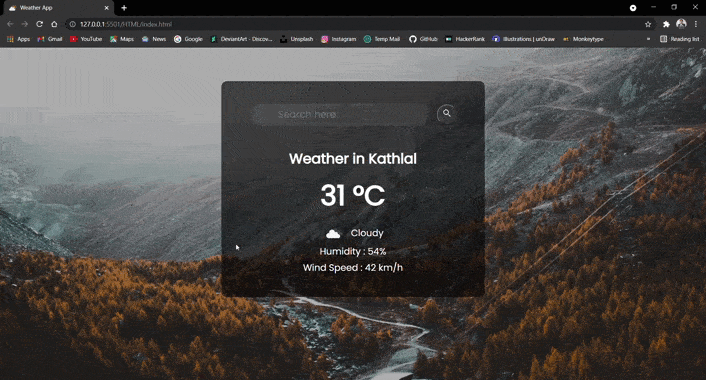 Weather App
127.0.0.1:5501/HTML/index.html
Apps Gmail YouTube Maps News Google DeviantArt - Discov... Unsplash Instagram Temp Mail GitHub HackerRank Illustrations | unDraw Monkeytype » Reading list
Search here
Weather in Kathlal
31 °C
Cloudy
Humidity : 54%
Wind Speed : 42 km/h